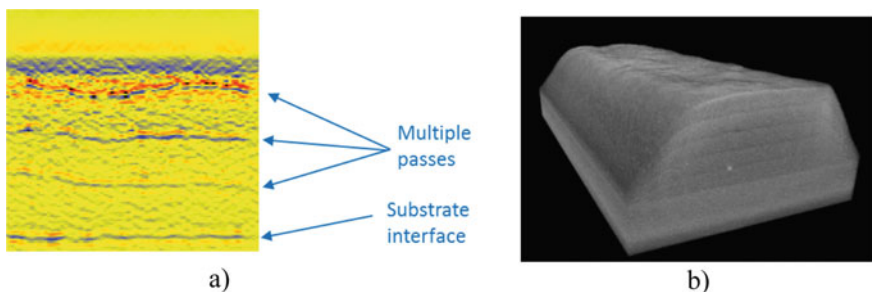 Multiple
passes
Substrate
interface
a)
b)